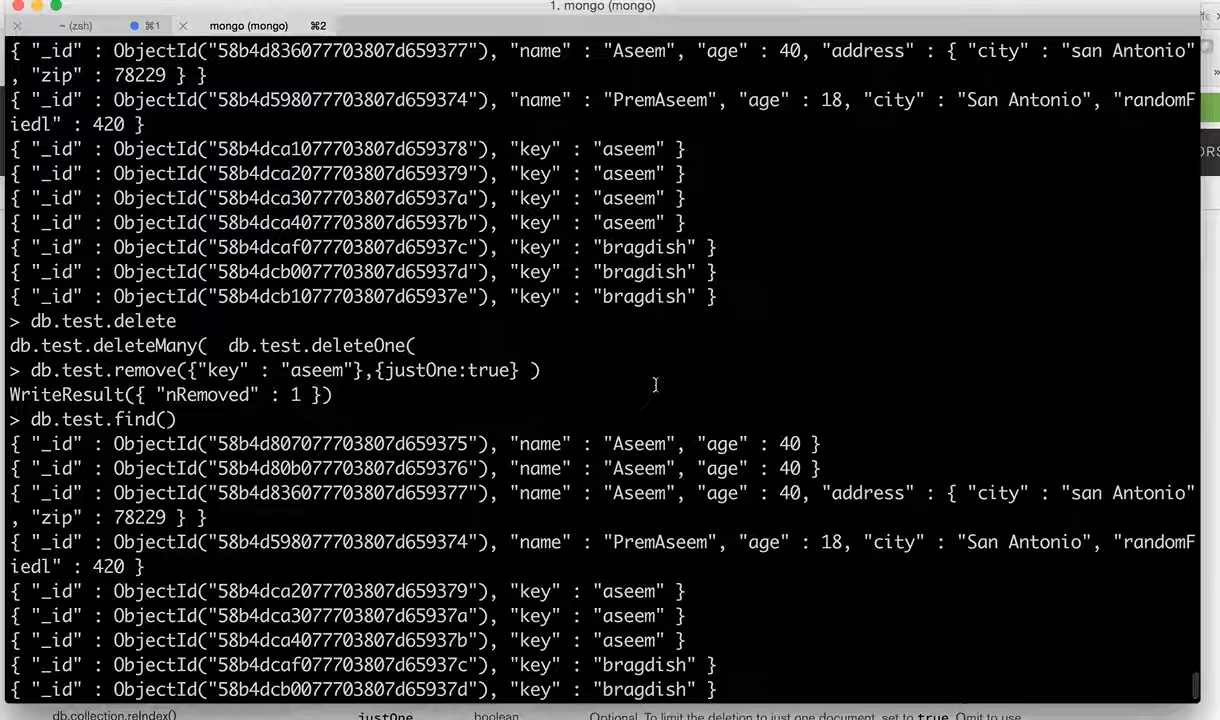 1. mongo (mongo)
~ (zsh) ⌘1 mongo (mongo) ⌘2
{ "_id" : ObjectId("58b4d836077703807d659377"), "name" : "Aseem", "age" : 40, "address" : { "city" : "san Antonio"
, "zip" : 78229 } }
{ "_id" : ObjectId("58b4d598077703807d659374"), "name" : "PremAseem", "age" : 18, "city" : "San Antonio", "randomF
iedl" : 420 }
{ "_id" : ObjectId("58b4dca1077703807d659378"), "key" : "aseem" }
{ "_id" : ObjectId("58b4dca2077703807d659379"), "key" : "aseem" }
{ "_id" : ObjectId("58b4dca3077703807d65937a"), "key" : "aseem" }
{ "_id" : ObjectId("58b4dca4077703807d65937b"), "key" : "aseem" }
{ "_id" : ObjectId("58b4dcaf077703807d65937c"), "key" : "bragdish" }
{ "_id" : ObjectId("58b4dcb0077703807d65937d"), "key" : "bragdish" }
{ "_id" : ObjectId("58b4dcb1077703807d65937e"), "key" : "bragdish" }
> db.test.delete
db.test.deleteMany(  db.test.deleteOne(
> db.test.remove({"key" : "aseem"},{justOne:true} )
WriteResult({ "nRemoved" : 1 })
> db.test.find()
{ "_id" : ObjectId("58b4d807077703807d659375"), "name" : "Aseem", "age" : 40 }
{ "_id" : ObjectId("58b4d80b077703807d659376"), "name" : "Aseem", "age" : 40 }
{ "_id" : ObjectId("58b4d836077703807d659377"), "name" : "Aseem", "age" : 40, "address" : { "city" : "san Antonio"
, "zip" : 78229 } }
{ "_id" : ObjectId("58b4d598077703807d659374"), "name" : "PremAseem", "age" : 18, "city" : "San Antonio", "randomF
iedl" : 420 }
{ "_id" : ObjectId("58b4dca2077703807d659379"), "key" : "aseem" }
{ "_id" : ObjectId("58b4dca3077703807d65937a"), "key" : "aseem" }
{ "_id" : ObjectId("58b4dca4077703807d65937b"), "key" : "aseem" }
{ "_id" : ObjectId("58b4dcaf077703807d65937c"), "key" : "bragdish" }
{ "_id" : ObjectId("58b4dcb0077703807d65937d"), "key" : "bragdish" }
db.collection.reIndex() justOne boolean Optional. To limit the deletion to just one document, set to true. Omit to use